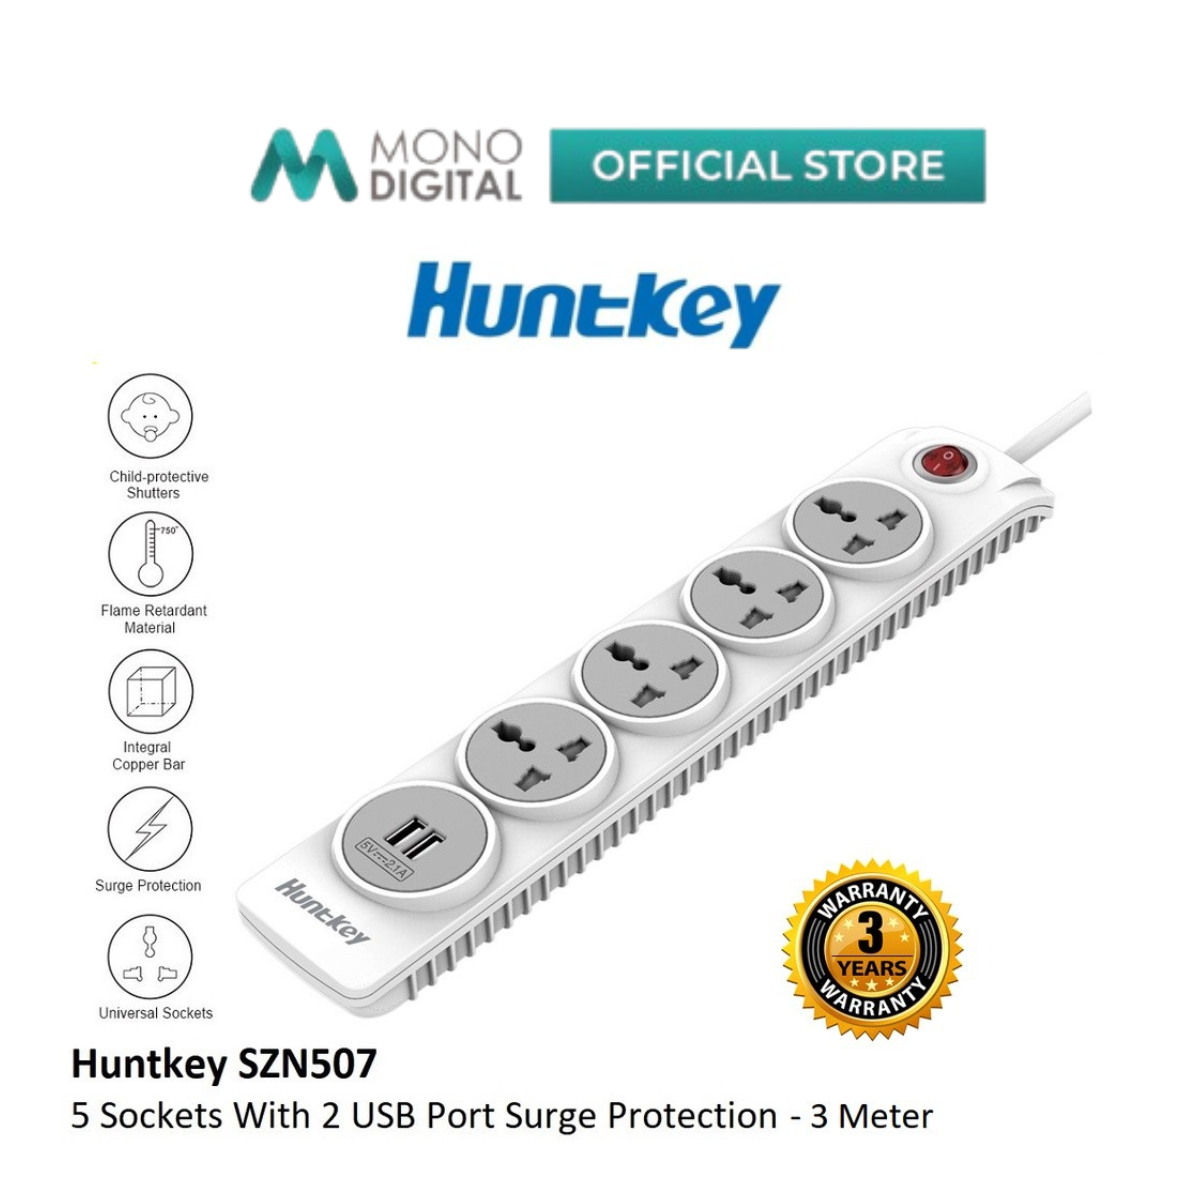 MONO
DIGITAL
OFFICIAL STORE
Huntkey
Child-protective
Shutters
750°
Flame Retardant
Material
Integral
Copper Bar
Surge Protection
Universal Sockets
5V⎓2.1A
Huntkey
WARRANTY
3
YEARS
WARRANTY
Huntkey SZN507
5 Sockets With 2 USB Port Surge Protection - 3 Meter